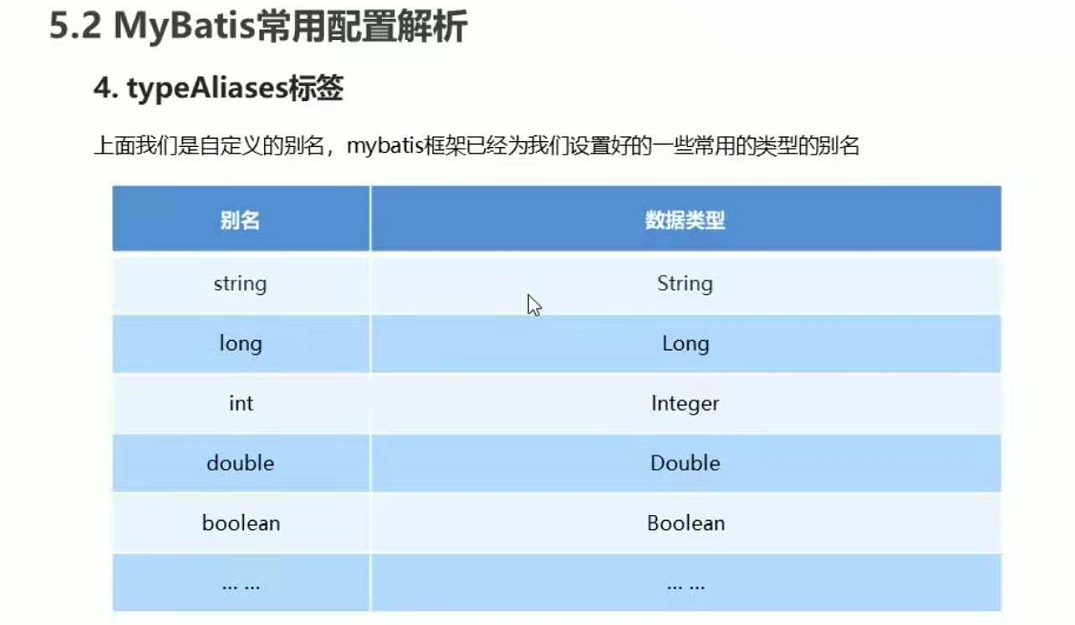 5.2 MyBatis常用配置解析
4. typeAliases标签
上面我们是自定义的别名，mybatis框架已经为我们设置好的一些常用的类型的别名
别名 数据类型
string String
long Long
int Integer
double Double
boolean Boolean
... ... ... ...